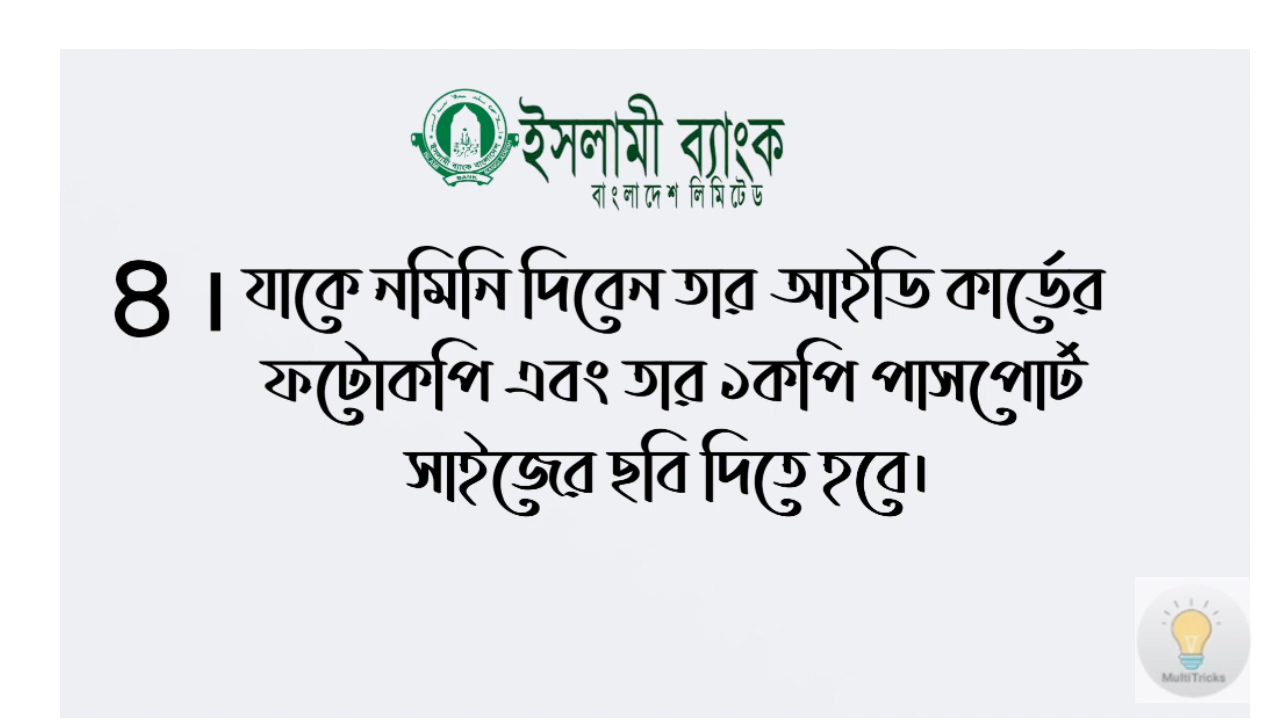 ইসলামী ব্যাংক
বাংলাদেশ লিমিটেড
৪। যাকে নমিনি দিবেন তার আইডি কার্ডের
ফটোকপি এবং তার ১কপি পাসপোর্ট
সাইজের ছবি দিতে হবে।
MultiTricks